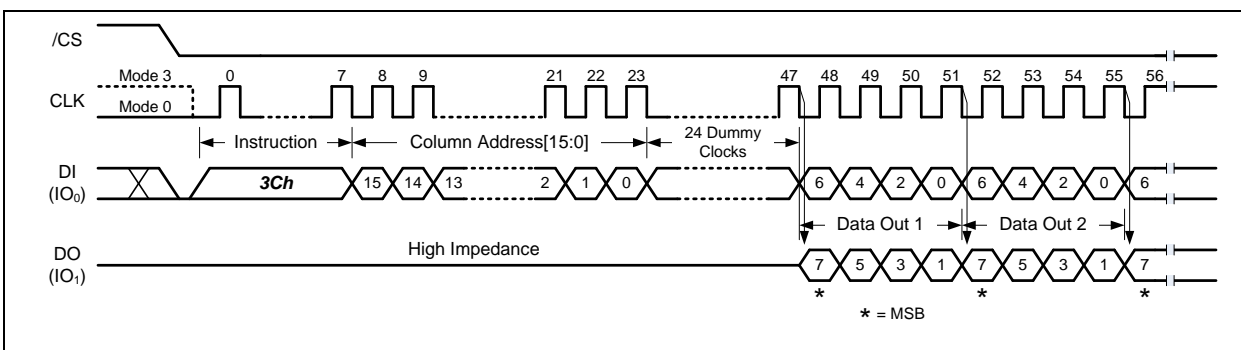 /CS
Mode 3 0 7 8 9 21 22 23 47 48 49 50 51 52 53 54 55 56
CLK
Mode 0
Instruction Column Address[15:0] 24 Dummy Clocks
DI
(IO0) 3Ch 15 14 13 2 1 0 6 4 2 0 6 4 2 0 6
Data Out 1 Data Out 2
High Impedance
DO
(IO1) 7 5 3 1 7 5 3 1 7
* * *
* = MSB